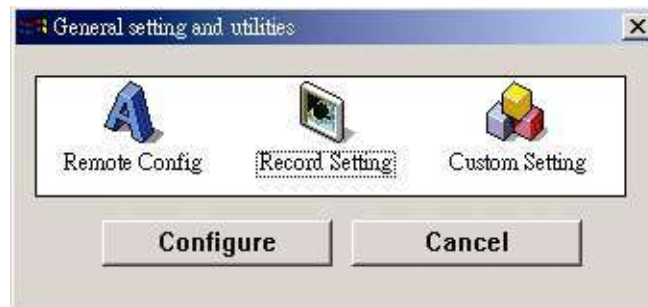 General setting and utilities
Remote Config Record Setting Custom Setting
Configure Cancel